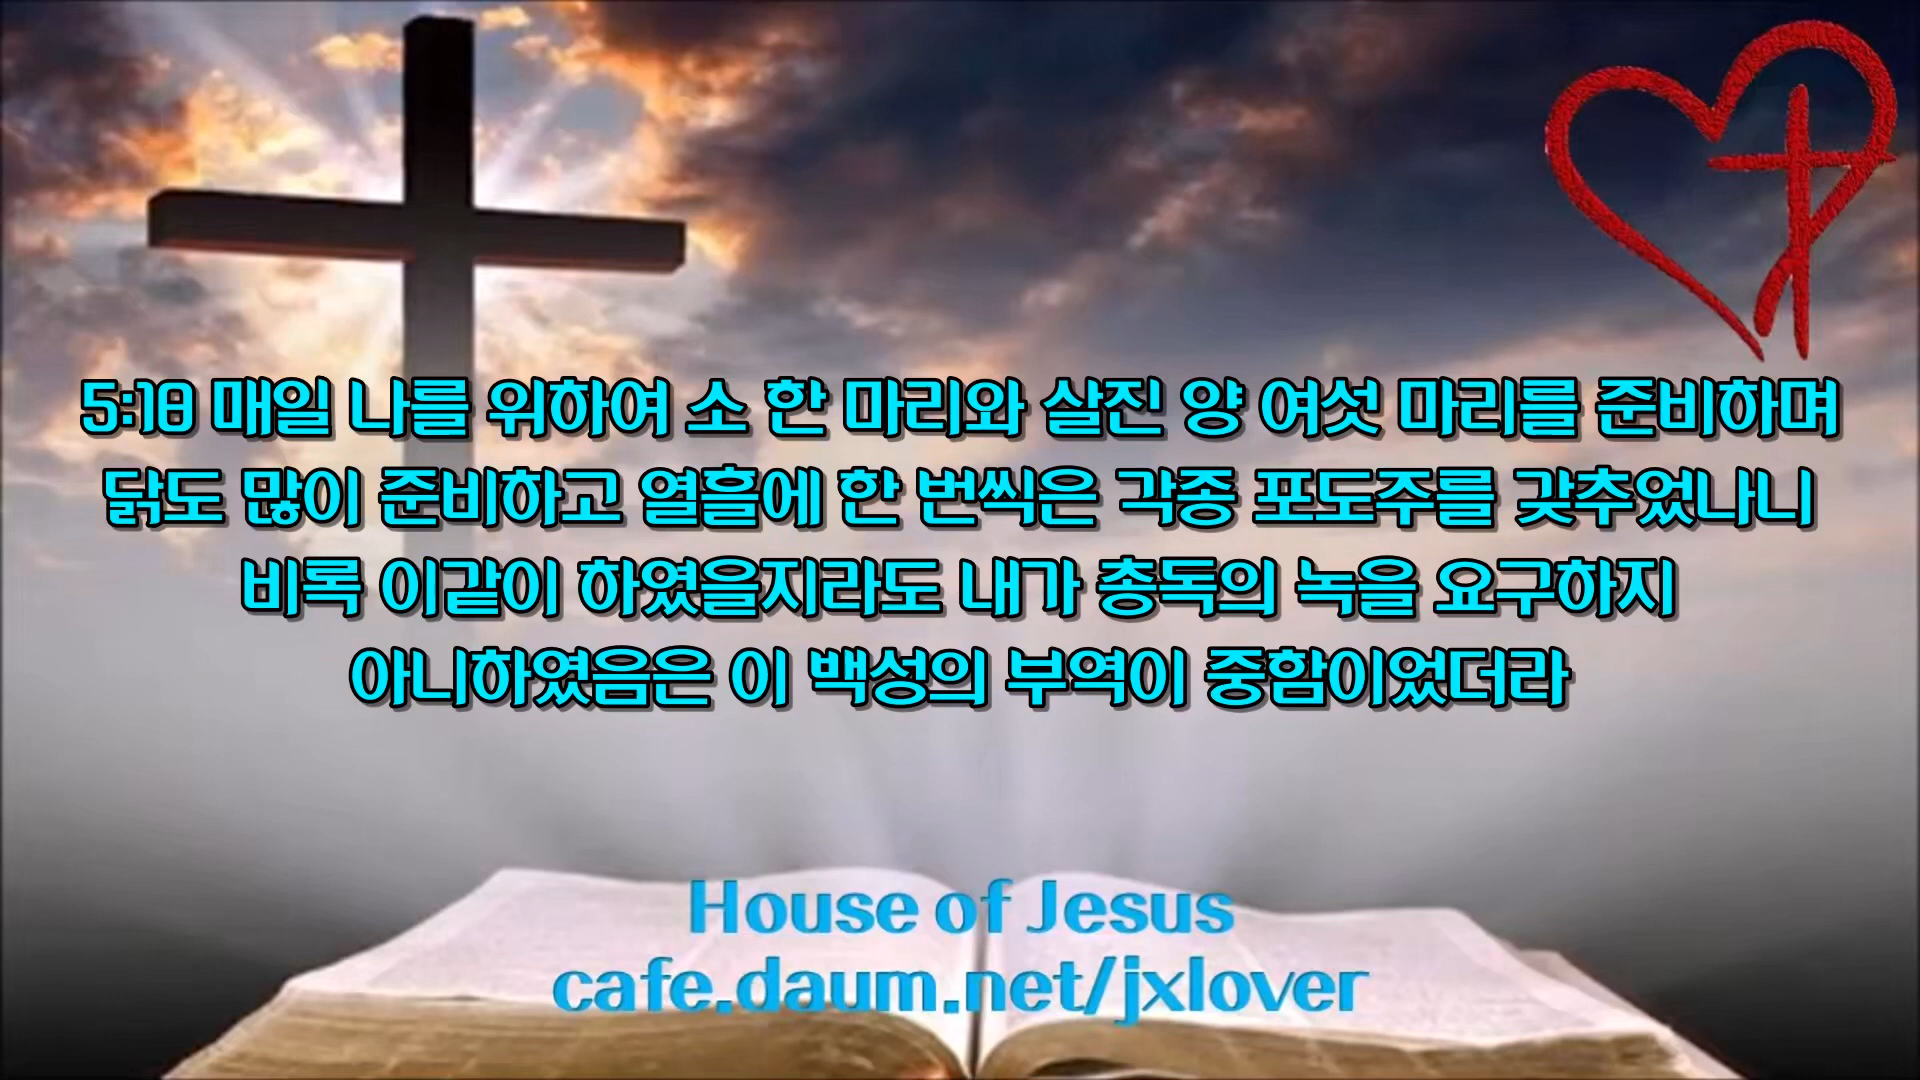 5:18 매일 나를 위하여 소 한 마리와 살진 양 여섯 마리를 준비하며
닭도 많이 준비하고 열흘에 한 번씩은 각종 포도주를 갖추었나니
비록 이같이 하였을지라도 내가 총독의 녹을 요구하지
아니하였음은 이 백성의 부역이 중함이었더라
House of Jesus
cafe.daum.net/jxlover